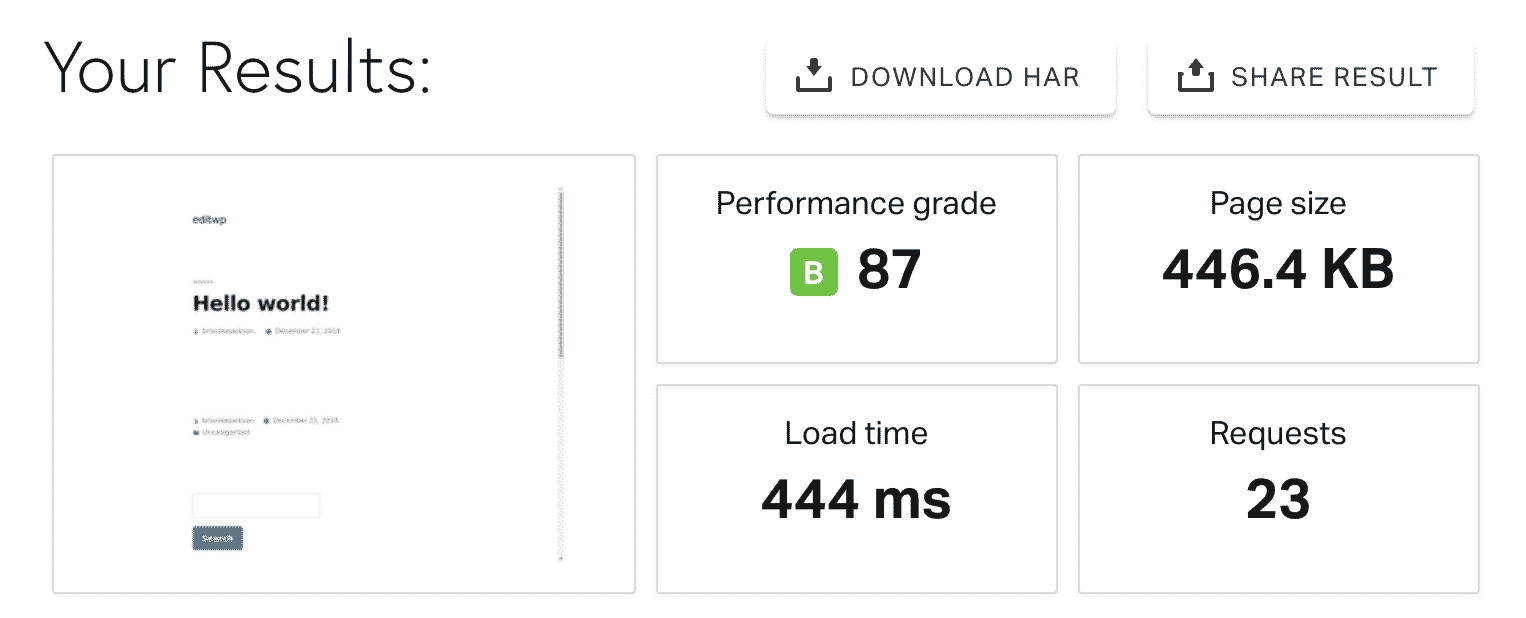 Your Results:
DOWNLOAD HAR
SHARE RESULT
editwp
Hello world!
brianleejackson December 21, 2018
brianleejackson December 21, 2018
Uncategorized
Search
Performance grade
B 87
Page size
446.4 KB
Load time
444 ms
Requests
23